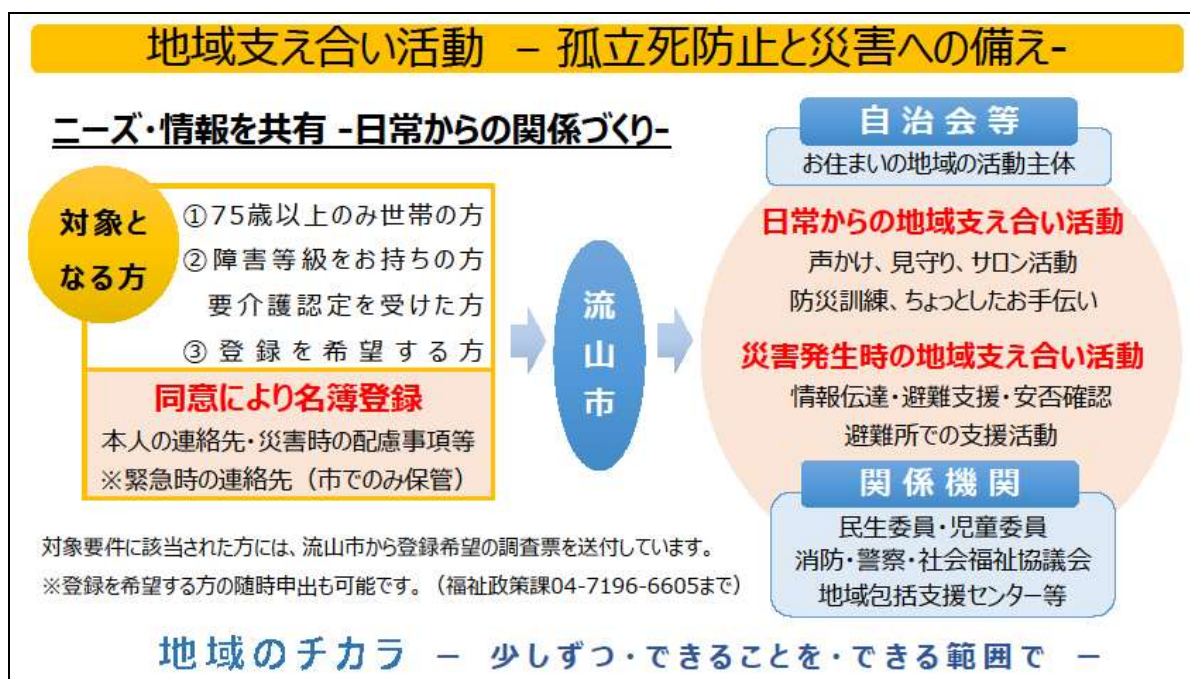 地域支え合い活動 － 孤立死防止と災害への備え-
ニーズ・情報を共有 -日常からの関係づくり-
対象と
なる方
①75歳以上のみ世帯の方
②障害等級をお持ちの方
要介護認定を受けた方
③登録を希望する方
同意により名簿登録
本人の連絡先・災害時の配慮事項等
※緊急時の連絡先（市でのみ保管）
流山市
自治会等
お住まいの地域の活動主体
日常からの地域支え合い活動
声かけ、見守り、サロン活動
防災訓練、ちょっとしたお手伝い
災害発生時の地域支え合い活動
情報伝達・避難支援・安否確認
避難所での支援活動
関係機関
民生委員・児童委員
消防・警察・社会福祉協議会
地域包括支援センター等
対象要件に該当された方には、流山市から登録希望の調査票を送付しています。
※登録を希望する方の随時申出も可能です。（福祉政策課04-7196-6605まで）
地域のチカラ － 少しずつ・できることを・できる範囲で －